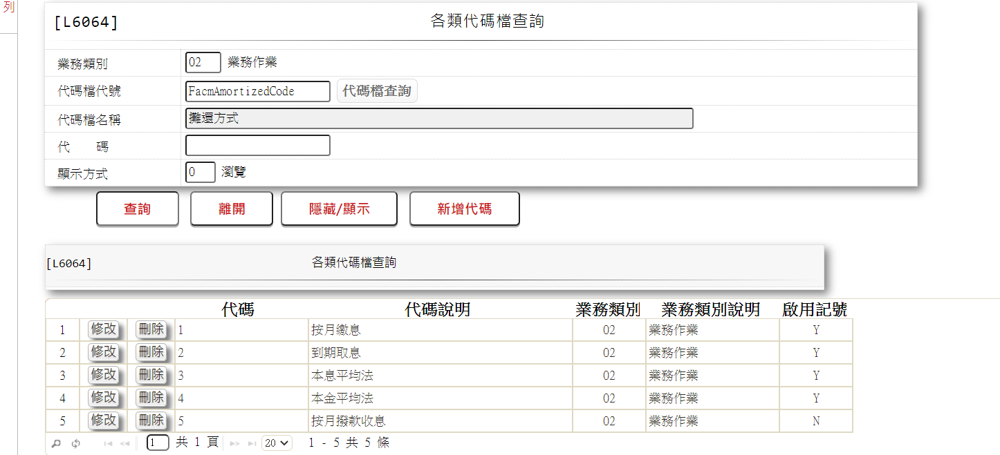 列
[L6064] 各類代碼檔查詢
業務類別 02 業務作業
代碼檔代號 FacmAmortizedCode 代碼檔查詢
代碼檔名稱 攤還方式
代 碼
顯示方式 0 瀏覽
查詢 離開 隱藏/顯示 新增代碼
[L6064] 各類代碼檔查詢
代碼 代碼說明 業務類別 業務類別說明 啟用記號
1 修改 刪除 1 按月繳息 02 業務作業 Y
2 修改 刪除 2 到期取息 02 業務作業 Y
3 修改 刪除 3 本息平均法 02 業務作業 Y
4 修改 刪除 4 本金平均法 02 業務作業 Y
5 修改 刪除 5 按月撥款收息 02 業務作業 N
1 共 1 頁 20 1 - 5 共 5 條